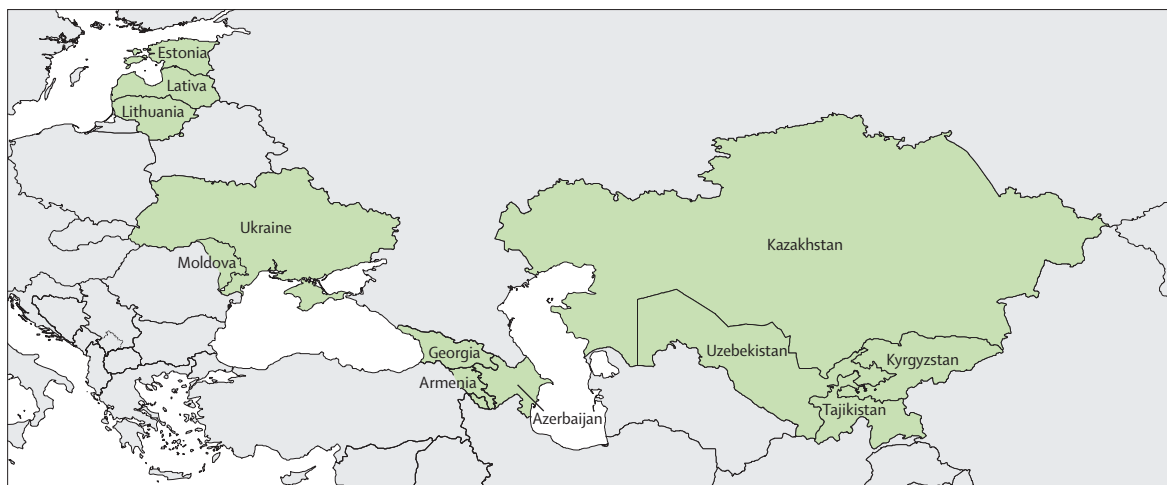 Estonia
Lativa
Lithuania
Ukraine
Moldova
Kazakhstan
Georgia
Uzebekistan
Kyrgyzstan
Armenia
Tajikistan
Azerbaijan